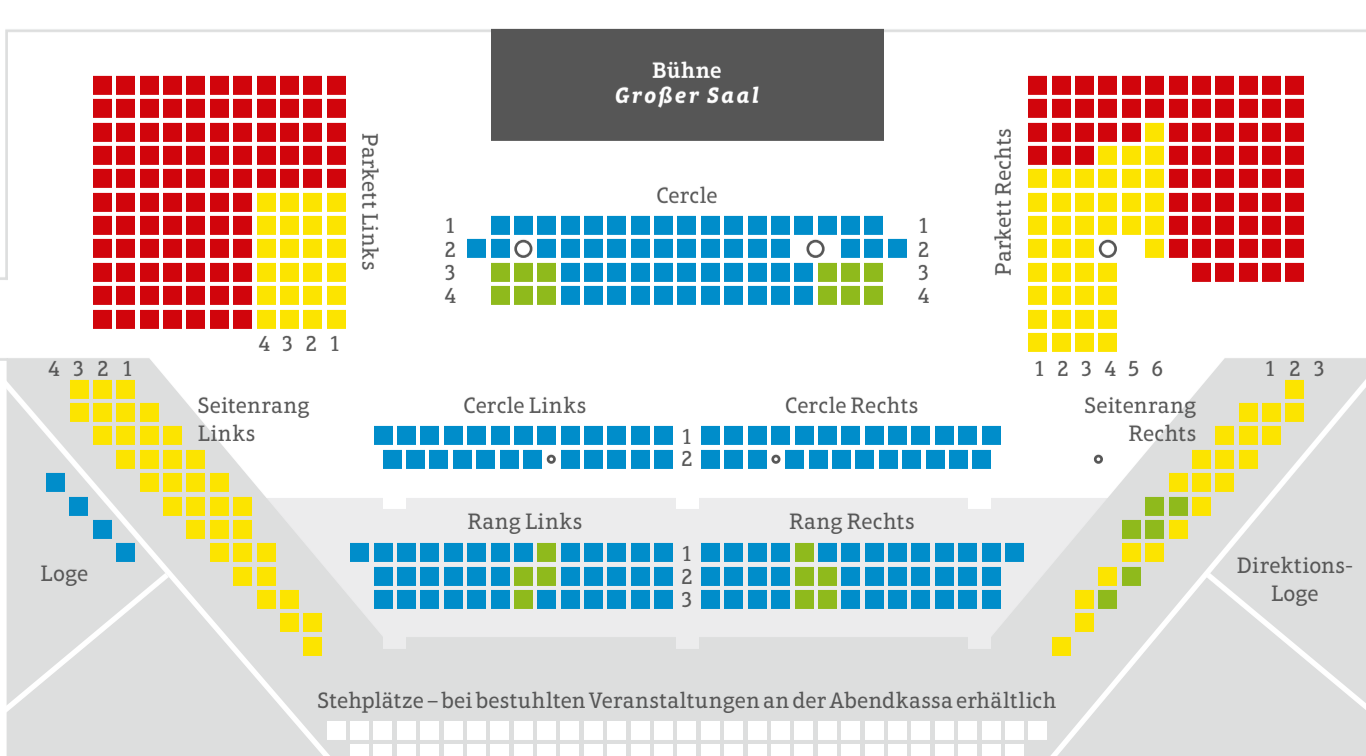 Bühne
Großer Saal
Parkett Links
Parkett Rechts
Cercle
1 1
2 2
3 3
4 4
4 3 2 1
1 2 3 4 5 6
4 3 2 1
1 2 3
Seitenrang
Links
Cercle Links
Cercle Rechts
Seitenrang
Rechts
1
2
Rang Links
Rang Rechts
1
2
3
Loge
Direktions-
Loge
Stehplätze – bei bestuhlten Veranstaltungen an der Abendkassa erhältlich